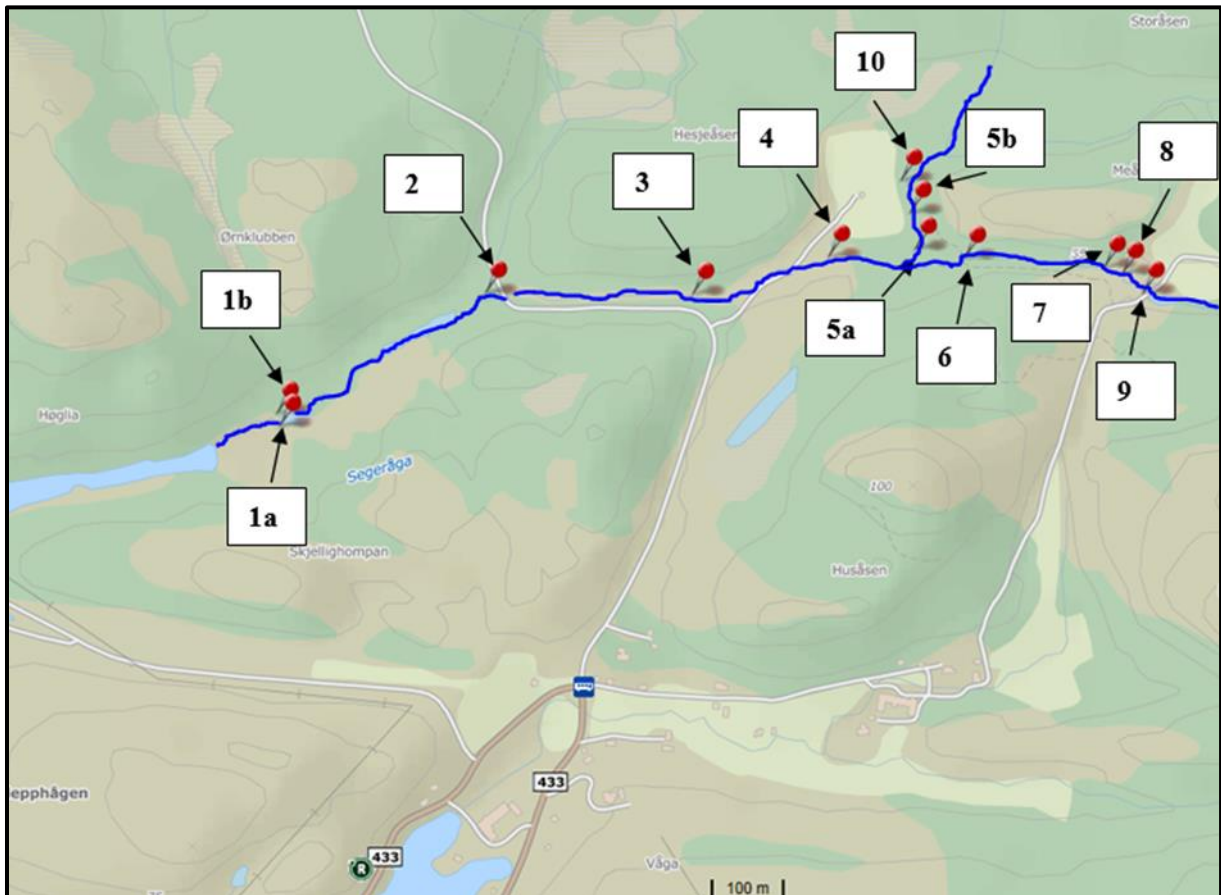 Storåsen
10
Hesjeåsen
4
5b
8
2
3
Ørnklubben
55
1b
5a
7
6
9
Høglia
Segeråga
1a
100
Skjellighompan
Husåsen
433
epphågen
433
R
Våga
100 m